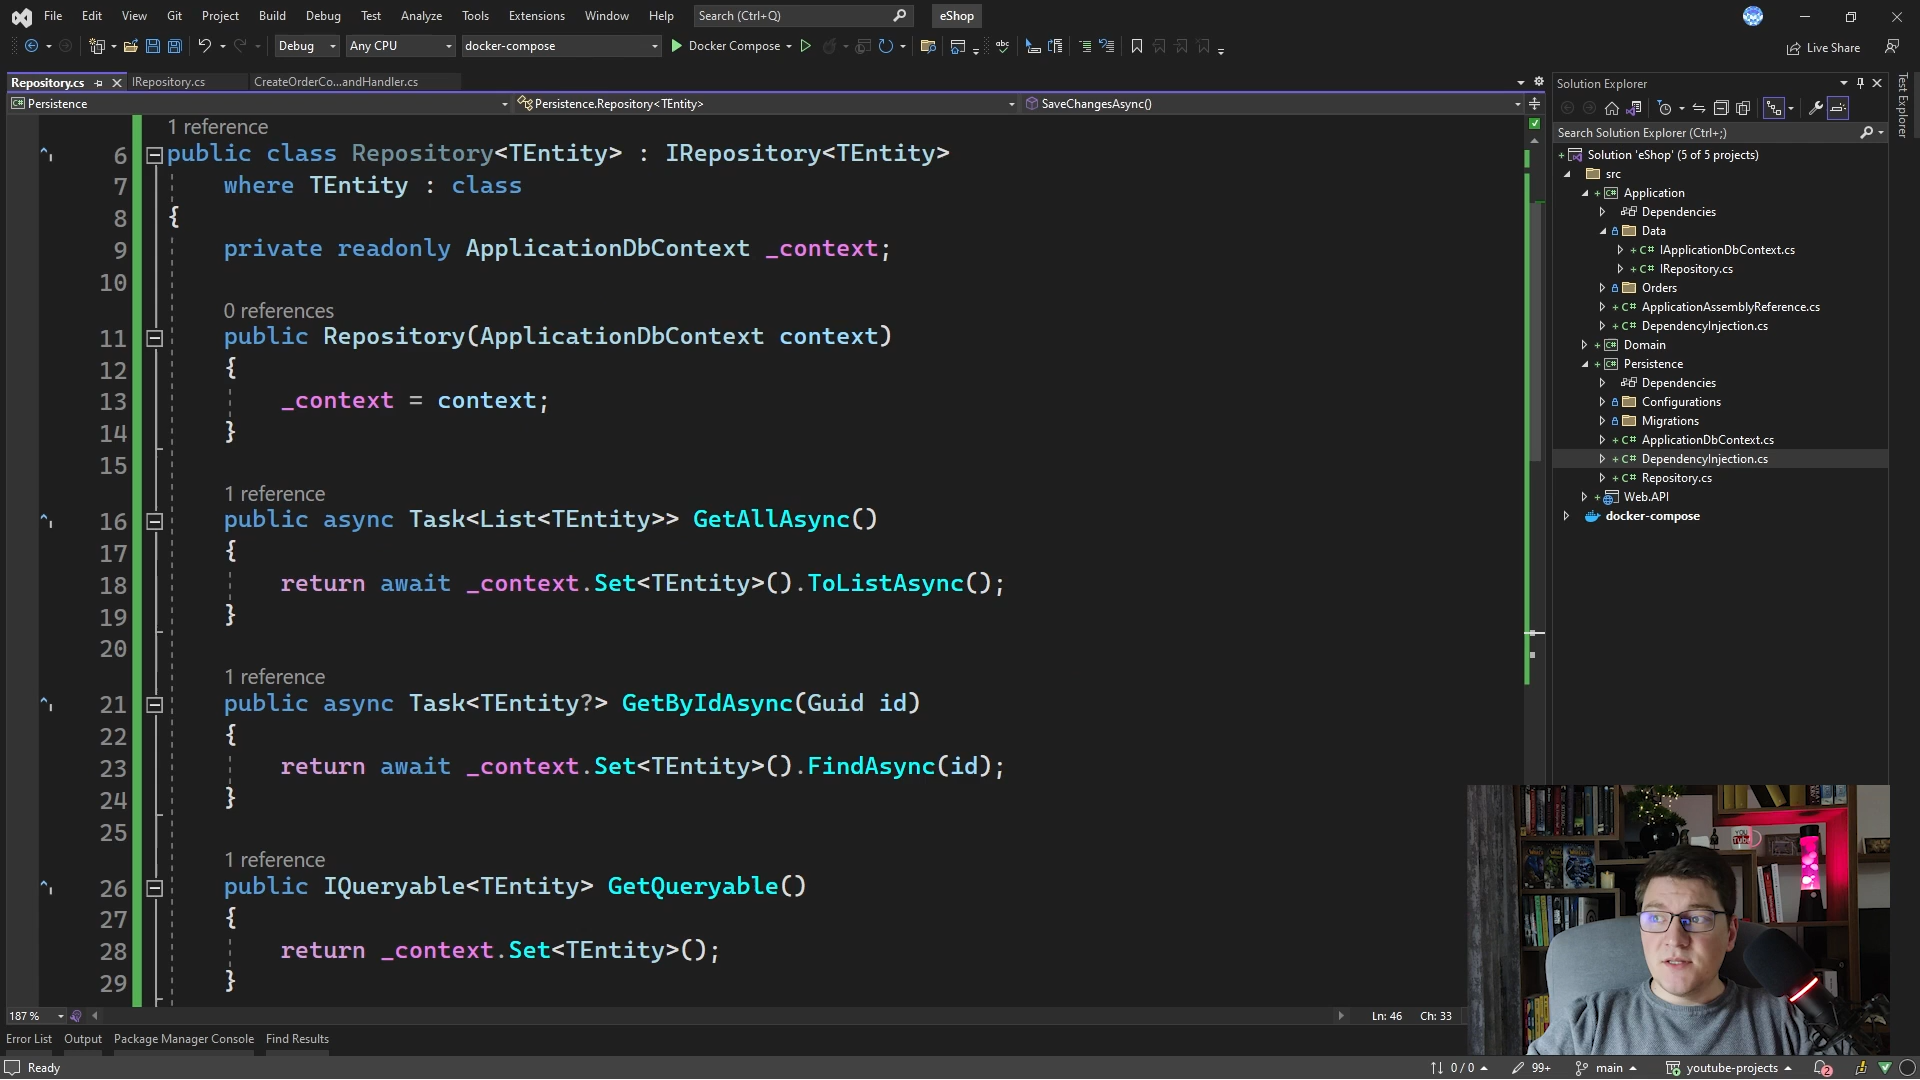 File Edit View Git Project Build Debug Test Analyze Tools Extensions Window Help Search (Ctrl+Q) eShop
Debug Any CPU docker-compose Docker Compose Live Share
Repository.cs IRepository.cs CreateOrderCo...andHandler.cs
Persistence Persistence.Repository<TEntity> SaveChangesAsync()
1 reference
6 public class Repository<TEntity> : IRepository<TEntity>
7 where TEntity : class
8 {
9 private readonly ApplicationDbContext _context;
10
0 references
11 public Repository(ApplicationDbContext context)
12 {
13 _context = context;
14 }
15
1 reference
16 public async Task<List<TEntity>> GetAllAsync()
17 {
18 return await _context.Set<TEntity>().ToListAsync();
19 }
20
1 reference
21 public async Task<TEntity?> GetByIdAsync(Guid id)
22 {
23 return await _context.Set<TEntity>().FindAsync(id);
24 }
25
1 reference
26 public IQueryable<TEntity> GetQueryable()
27 {
28 return _context.Set<TEntity>();
29 }
187 % Ln: 46 Ch: 33
Error List Output Package Manager Console Find Results
Ready 0 / 0 99+ main youtube-projects 2
Solution Explorer
Search Solution Explorer (Ctrl+;)
Solution 'eShop' (5 of 5 projects)
src
Application
Dependencies
Data
IApplicationDbContext.cs
IRepository.cs
Orders
ApplicationAssemblyReference.cs
DependencyInjection.cs
Domain
Persistence
Dependencies
Configurations
Migrations
ApplicationDbContext.cs
DependencyInjection.cs
Repository.cs
Web.API
docker-compose
Test Explorer